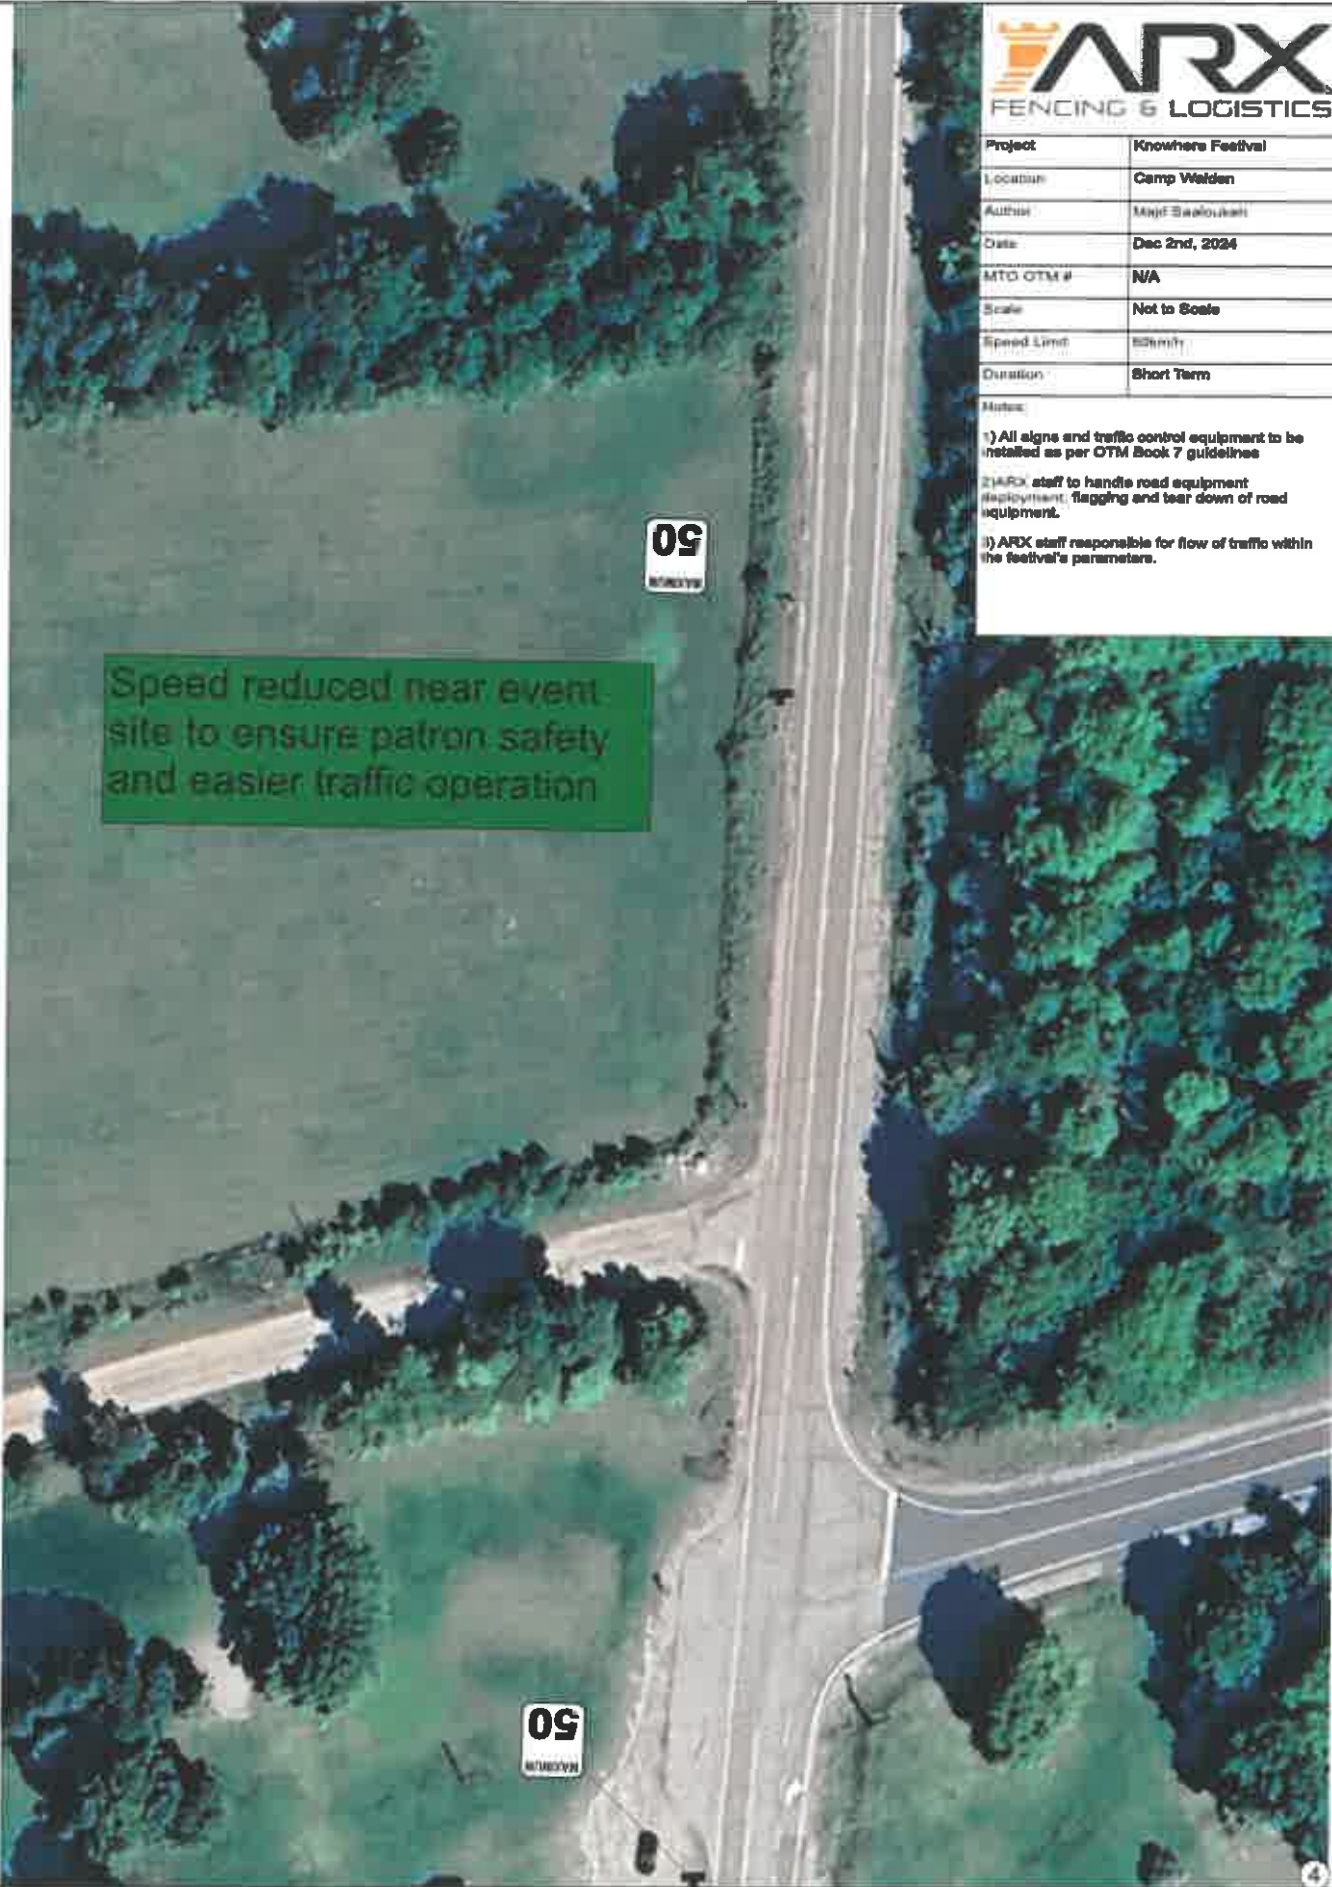 ARX
FENCING & LOGISTICS
Project Knowhere Festival
Location Camp Walden
Author
Date Dec 2nd, 2024
MTO OTM # N/A
Scale Not to Scale
Speed Limit
Duration Short Term
Notes:
1) All signs and traffic control equipment to be
installed as per OTM Book 7 guidelines
2) ARX staff to handle road equipment
deployment, flagging and tear down of road
equipment.
3) ARX staff responsible for flow of traffic within
the festival's parameters.
MAXIMUM
50
Speed reduced near event
site to ensure patron safety
and easier traffic operation
MAXIMUM
50
4